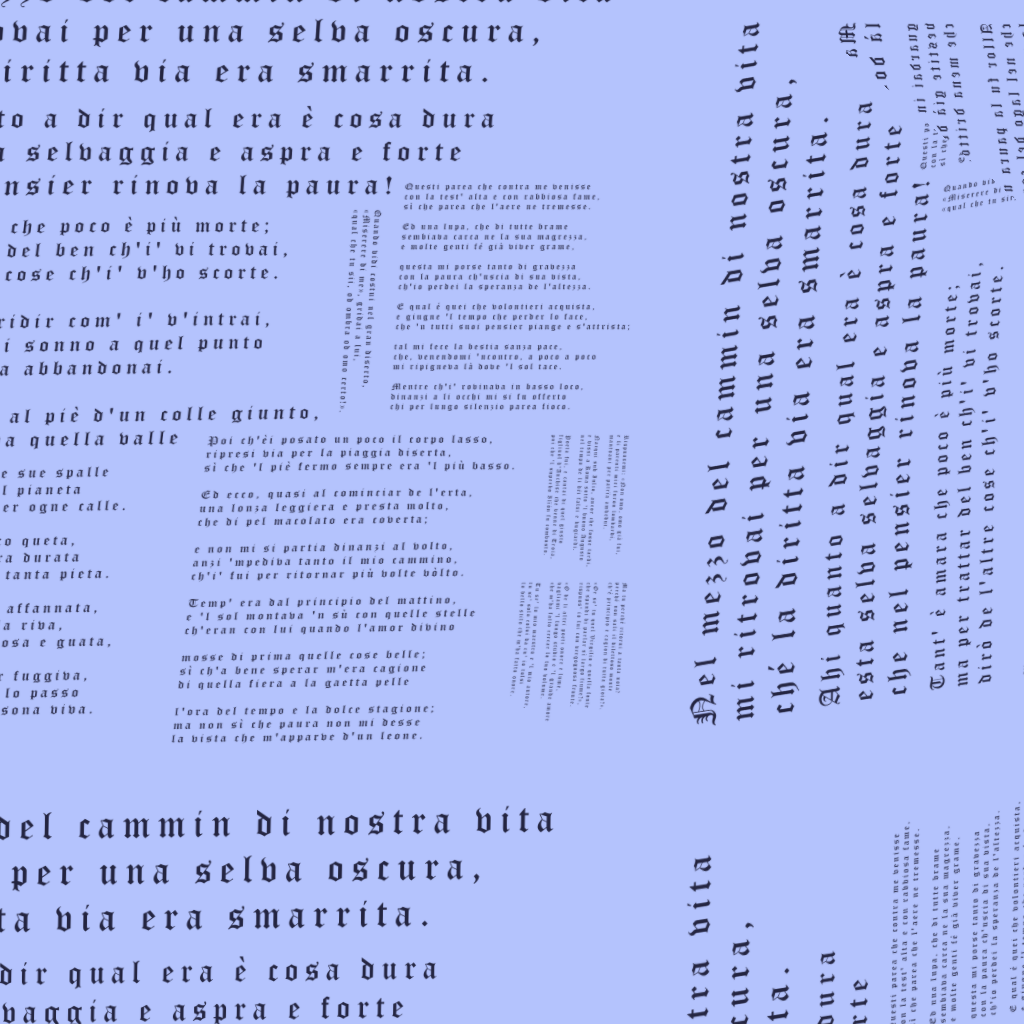 ovai per una selva oscura,
iritta via era smarrita.
to a dir qual era è cosa dura
selvaggia e aspra e forte
nsier rinova la paura!
che poco è più morte;
del ben ch'i' vi trovai,
cose ch'i' v'ho scorte.
ridir com' i' v'intrai,
i sonno a quel punto
a abbandonai.
al piè d'un colle giunto,
va quella valle
e sue spalle
l pianeta
er ogne calle.
co queta,
ra durata
tanta pieta.
affannata,
la riva,
osa e guata,
r fuggiva,
lo passo
sona viva.
Quando vidi costui nel gran diserto,
«Miserere di me», gridai a lui,
«qual che tu sii, od ombra od omo certo!».
Questi parea che contra me venisse
con la test' alta e con rabbiosa fame,
sì che parea che l'aere ne tremesse.
Ed una lupa, che di tutte brame
sembiava carca ne la sua magrezza,
e molte genti fé già viver grame,
questa mi porse tanto di gravezza
con la paura ch'uscia di sua vista,
ch'io perdei la speranza de l'altezza.
E qual è quei che volontieri acquista,
e giugne 'l tempo che perder lo face,
che 'n tutti suoi pensier piange e s'attrista;
tal mi fece la bestia sanza pace,
che, venendomi 'ncontro, a poco a poco
mi ripigneva là dove 'l sol tace.
Mentre ch'i' rovinava in basso loco,
dinanzi a li occhi mi si fu offerto
chi per lungo silenzio parea fioco.
Poi ch'èi posato un poco il corpo lasso,
ripresi via per la piaggia diserta,
sì che 'l piè fermo sempre era 'l più basso.
Ed ecco, quasi al cominciar de l'erta,
una lonza leggiera e presta molto,
che di pel macolato era coverta;
e non mi si partia dinanzi al volto,
anzi 'mpediva tanto il mio cammino,
ch'i' fui per ritornar più volte vòlto.
Temp' era dal principio del mattino,
e 'l sol montava 'n sù con quelle stelle
ch'eran con lui quando l'amor divino
mosse di prima quelle cose belle;
sì ch'a bene sperar m'era cagione
di quella fiera a la gaetta pelle
l'ora del tempo e la dolce stagione;
ma non sì che paura non mi desse
la vista che m'apparve d'un leone.
Nel mezzo del cammin di nostra vita
mi ritrovai per una selva oscura,
ché la diritta via era smarrita.
Ahi quanto a dir qual era è cosa dura
esta selva selvaggia e aspra e forte
che nel pensier rinova la paura!
Tant' è amara che poco è più morte;
ma per trattar del ben ch'i' vi trovai,
dirò de l'altre cose ch'i' v'ho scorte.
Quando vid
«Miserere di
«qual che tu sii,
del cammin di nostra vita
per una selva oscura,
ta via era smarrita.
dir qual era è cosa dura
vaggia e aspra e forte
tra vita
cura,
ta.
dura
rte
uesti parea che contra me venisse
on la test' alta e con rabbiosa fame,
ì che parea che l'aere ne tremesse.
Ed una lupa, che di tutte brame
sembiava carca ne la sua magrezza,
e molte genti fé già viver grame,
questa mi porse tanto di gravezza
con la paura ch'uscia di sua vista,
ch'io perdei la speranza de l'altezza.
E qual è quei che volontieri acquista,